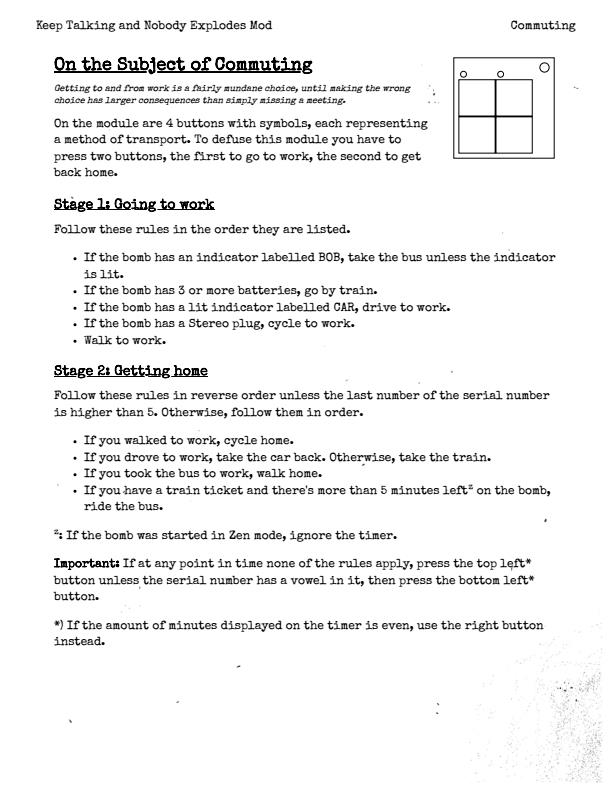 Keep Talking and Nobody Explodes Mod Commuting
On the Subject of Commuting
Getting to and from work is a fairly mundane choice, until making the wrong
choice has larger consequences than simply missing a meeting.
On the module are 4 buttons with symbols, each representing
a method of transport. To defuse this module you have to
press two buttons, the first to go to work, the second to get
back home.
Stage 1: Going to work
Follow these rules in the order they are listed.
• If the bomb has an indicator labelled BOB, take the bus unless the indicator
is lit.
• If the bomb has 3 or more batteries, go by train.
• If the bomb has a lit indicator labelled CAR, drive to work.
• If the bomb has a Stereo plug, cycle to work.
• Walk to work.
Stage 2: Getting home
Follow these rules in reverse order unless the last number of the serial number
is higher than 5. Otherwise, follow them in order.
• If you walked to work, cycle home.
• If you drove to work, take the car back. Otherwise, take the train.
• If you took the bus to work, walk home.
• If you have a train ticket and there's more than 5 minutes leftᶻ on the bomb,
ride the bus.
ᶻ: If the bomb was started in Zen mode, ignore the timer.
Important: If at any point in time none of the rules apply, press the top left*
button unless the serial number has a vowel in it, then press the bottom left*
button.
*) If the amount of minutes displayed on the timer is even, use the right button
instead.